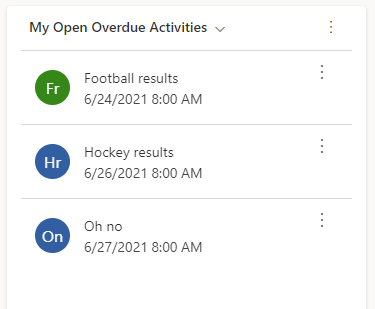 My Open Overdue Activities
Fr
Football results
6/24/2021 8:00 AM
Hr
Hockey results
6/26/2021 8:00 AM
On
Oh no
6/27/2021 8:00 AM